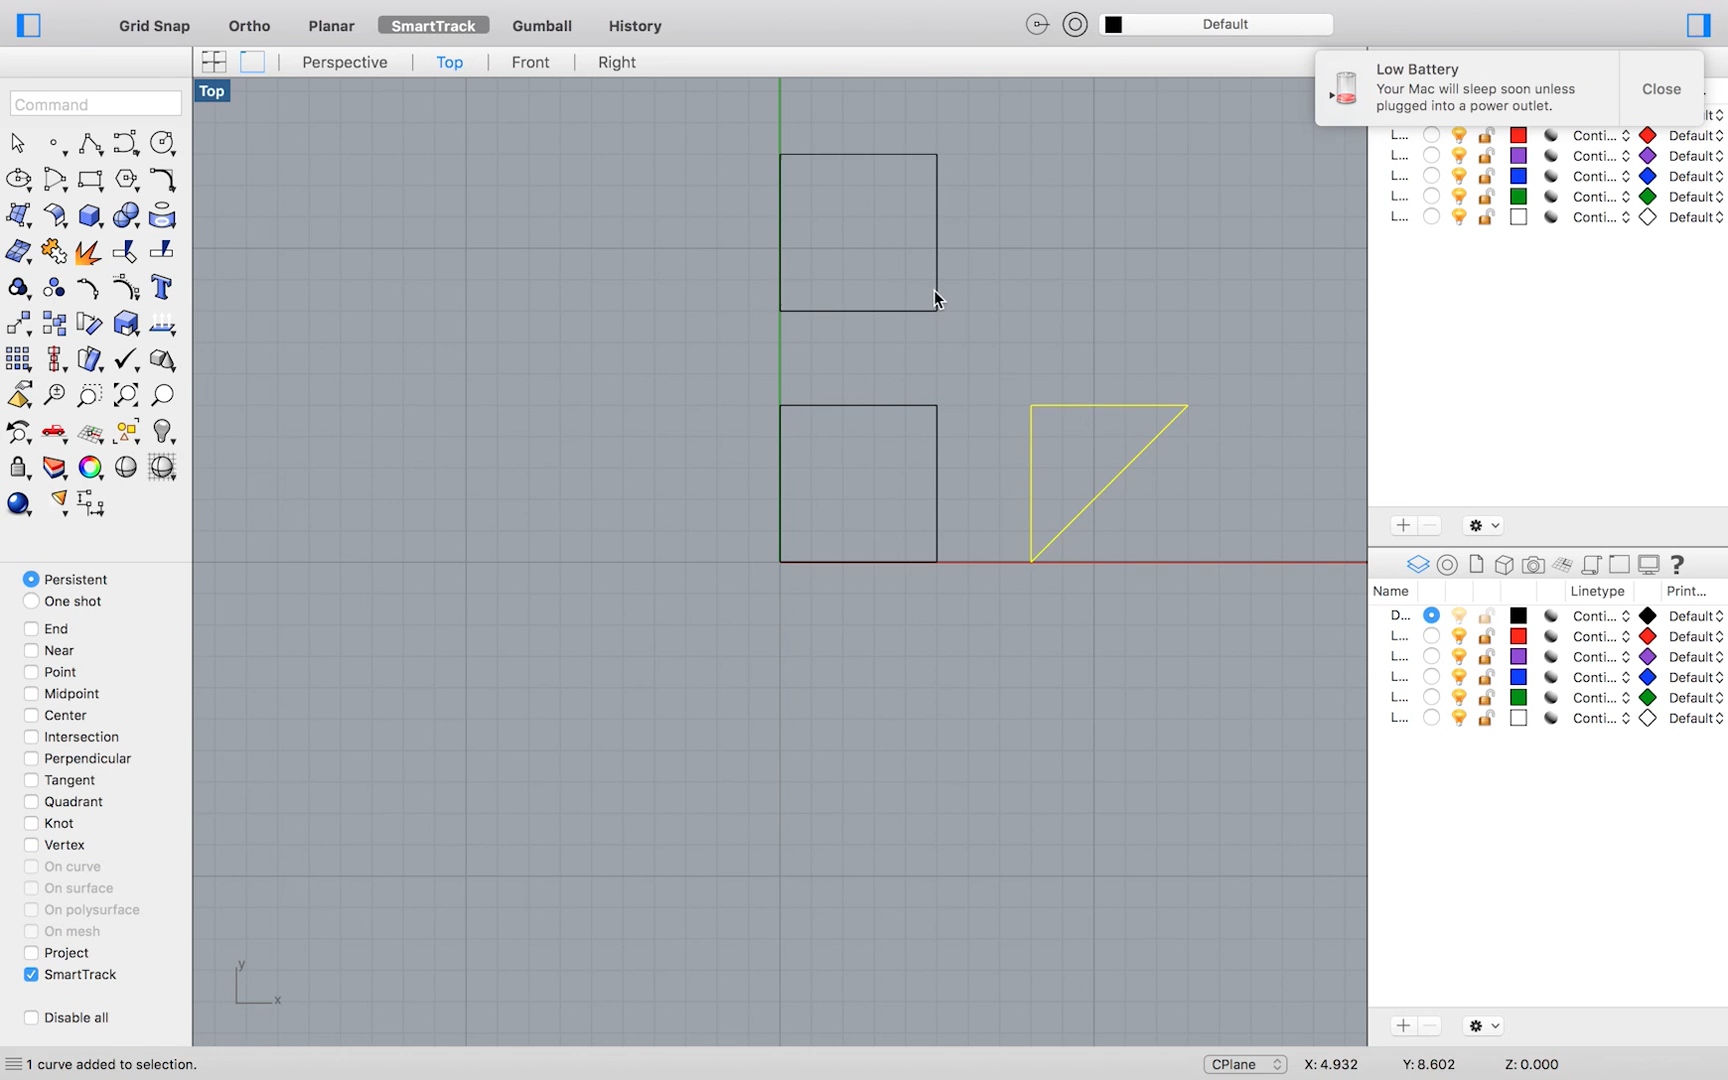 Grid Snap Ortho Planar SmartTrack Gumball History Default
Perspective Top Front Right
Low Battery
Your Mac will sleep soon unless
plugged into a power outlet.
Close
Top
Command
L... Conti... Default
L... Conti... Default
L... Conti... Default
L... Conti... Default
L... Conti... Default
Name Linetype Print...
D... Conti... Default
L... Conti... Default
L... Conti... Default
L... Conti... Default
L... Conti... Default
L... Conti... Default
Persistent
One shot
End
Near
Point
Midpoint
Center
Intersection
Perpendicular
Tangent
Quadrant
Knot
Vertex
On curve
On surface
On polysurface
On mesh
Project
SmartTrack
Disable all
y
x
1 curve added to selection.
CPlane X: 4.932 Y: 8.602 Z: 0.000